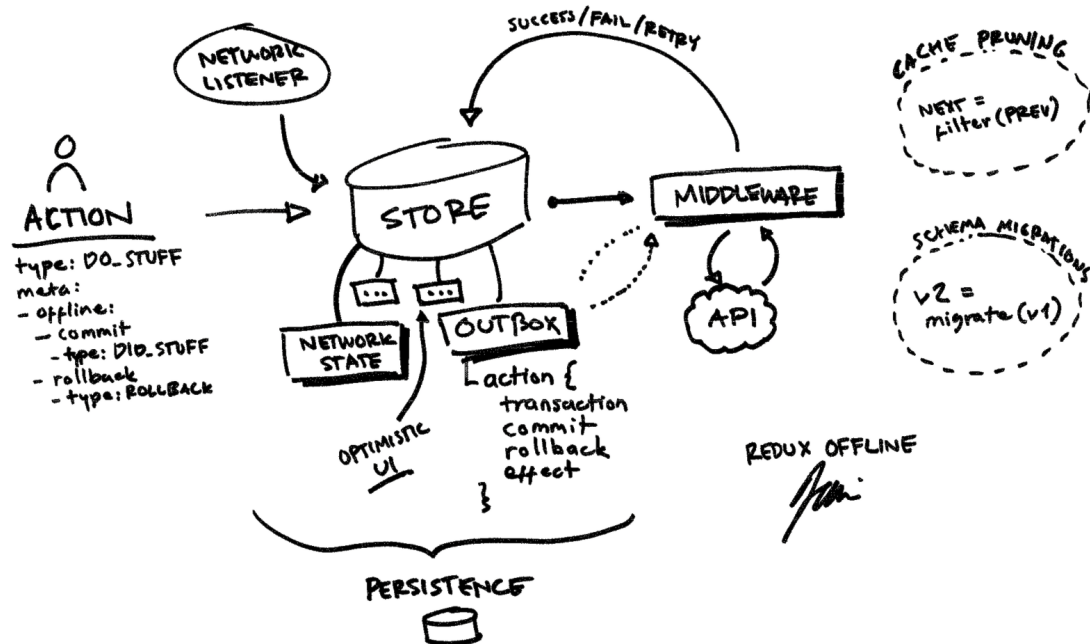 NETWORK
LISTENER
SUCCESS/FAIL/RETRY
CACHE PRUNING
NEXT =
filter(PREV)
ACTION
type: DO_STUFF
meta:
- offline:
- commit
- type: DID_STUFF
- rollback
- type: ROLLBACK
STORE
MIDDLEWARE
API
SCHEMA MIGRATIONS
v2 =
migrate(v1)
...
...
NETWORK
STATE
OUTBOX
action {
transaction
commit
rollback
effect
}
OPTIMISTIC
UI
REDUX OFFLINE
PERSISTENCE